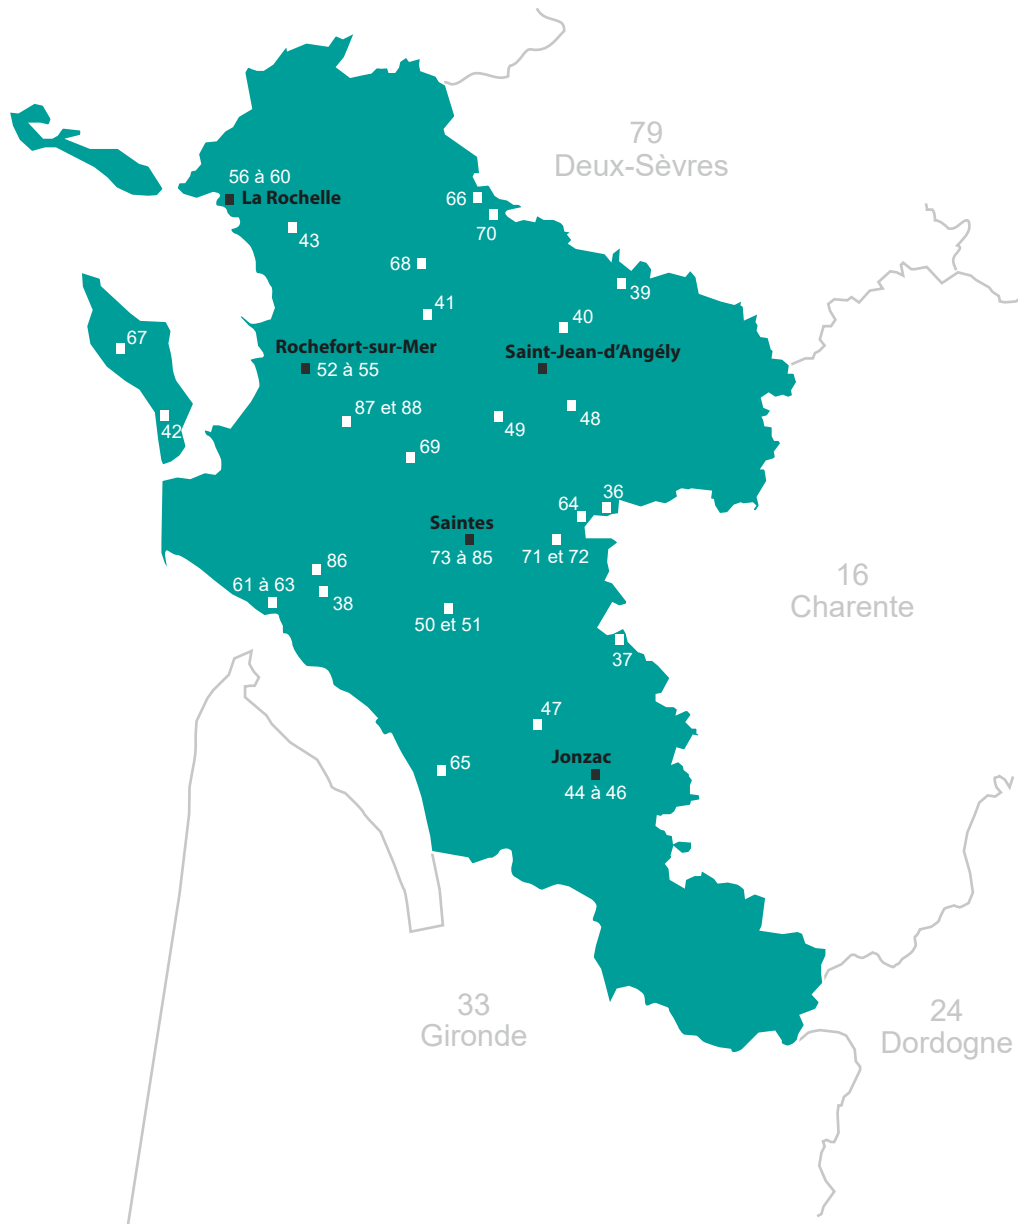 79
Deux-Sèvres
56 à 60
La Rochelle
66
70
43
68
39
41
40
67
Rochefort-sur-Mer
Saint-Jean-d'Angély
52 à 55
87 et 88
42
49
48
69
36
64
Saintes
73 à 85
71 et 72
86
16
Charente
61 à 63
38
50 et 51
37
47
65
Jonzac
44 à 46
33
Gironde
24
Dordogne